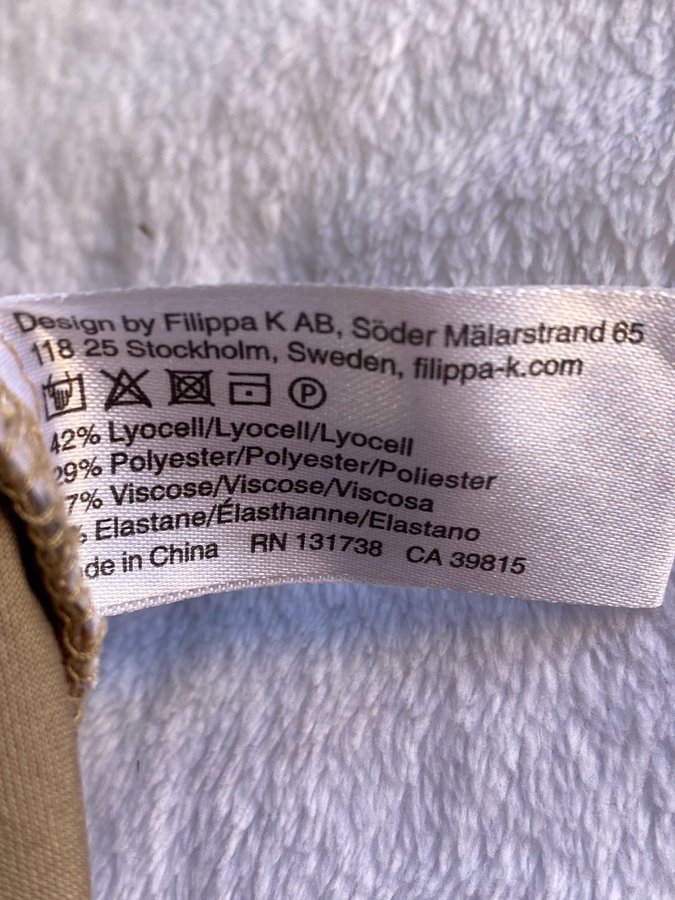 Design by Filippa K AB, Söder Mälarstrand 65
118 25 Stockholm, Sweden, filippa-k.com
P
42% Lyocell/Lyocell/Lyocell
29% Polyester/Polyester/Poliester
7% Viscose/Viscose/Viscosa
% Elastane/Élasthanne/Elastano
de in China RN 131738 CA 39815